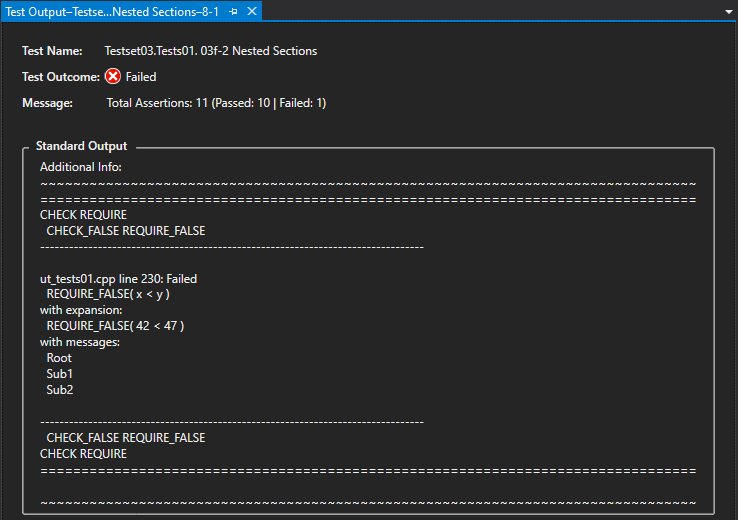 Test Output–Testse...Nested Sections–8-1
Test Name: Testset03.Tests01. 03f-2 Nested Sections
Test Outcome: Failed
Message: Total Assertions: 11 (Passed: 10 | Failed: 1)
Standard Output
Additional Info:
~~~~~~~~~~~~~~~~~~~~~~~~~~~~~~~~~~~~~~~~~~~~~~~~~~~~~~~~~~~~~~~~~~~~~~~~~~~~~~~
===============================================================================
CHECK REQUIRE
CHECK_FALSE REQUIRE_FALSE
-------------------------------------------------------------------------------
ut_tests01.cpp line 230: Failed
REQUIRE_FALSE( x < y )
with expansion:
REQUIRE_FALSE( 42 < 47 )
with messages:
Root
Sub1
Sub2
-------------------------------------------------------------------------------
CHECK_FALSE REQUIRE_FALSE
CHECK REQUIRE
===============================================================================
~~~~~~~~~~~~~~~~~~~~~~~~~~~~~~~~~~~~~~~~~~~~~~~~~~~~~~~~~~~~~~~~~~~~~~~~~~~~~~~